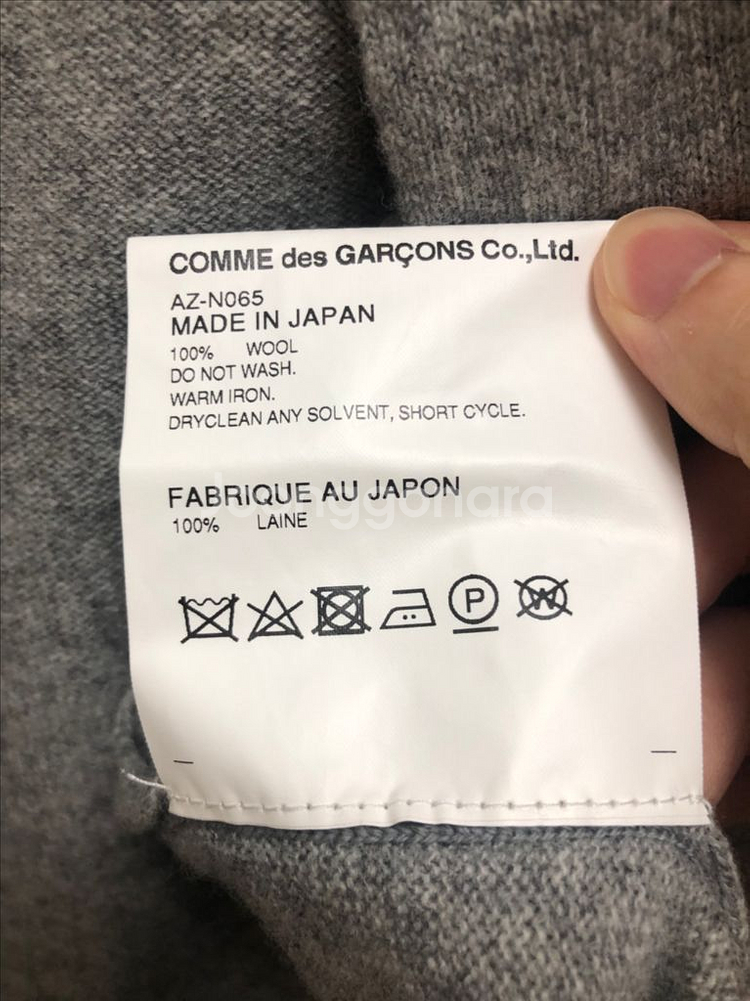 COMME des GARÇONS Co.,Ltd.
AZ-N065
MADE IN JAPAN
100% WOOL
DO NOT WASH.
WARM IRON.
DRYCLEAN ANY SOLVENT, SHORT CYCLE.
FABRIQUE AU JAPON
Joonggonara
100% LAINE
P
W